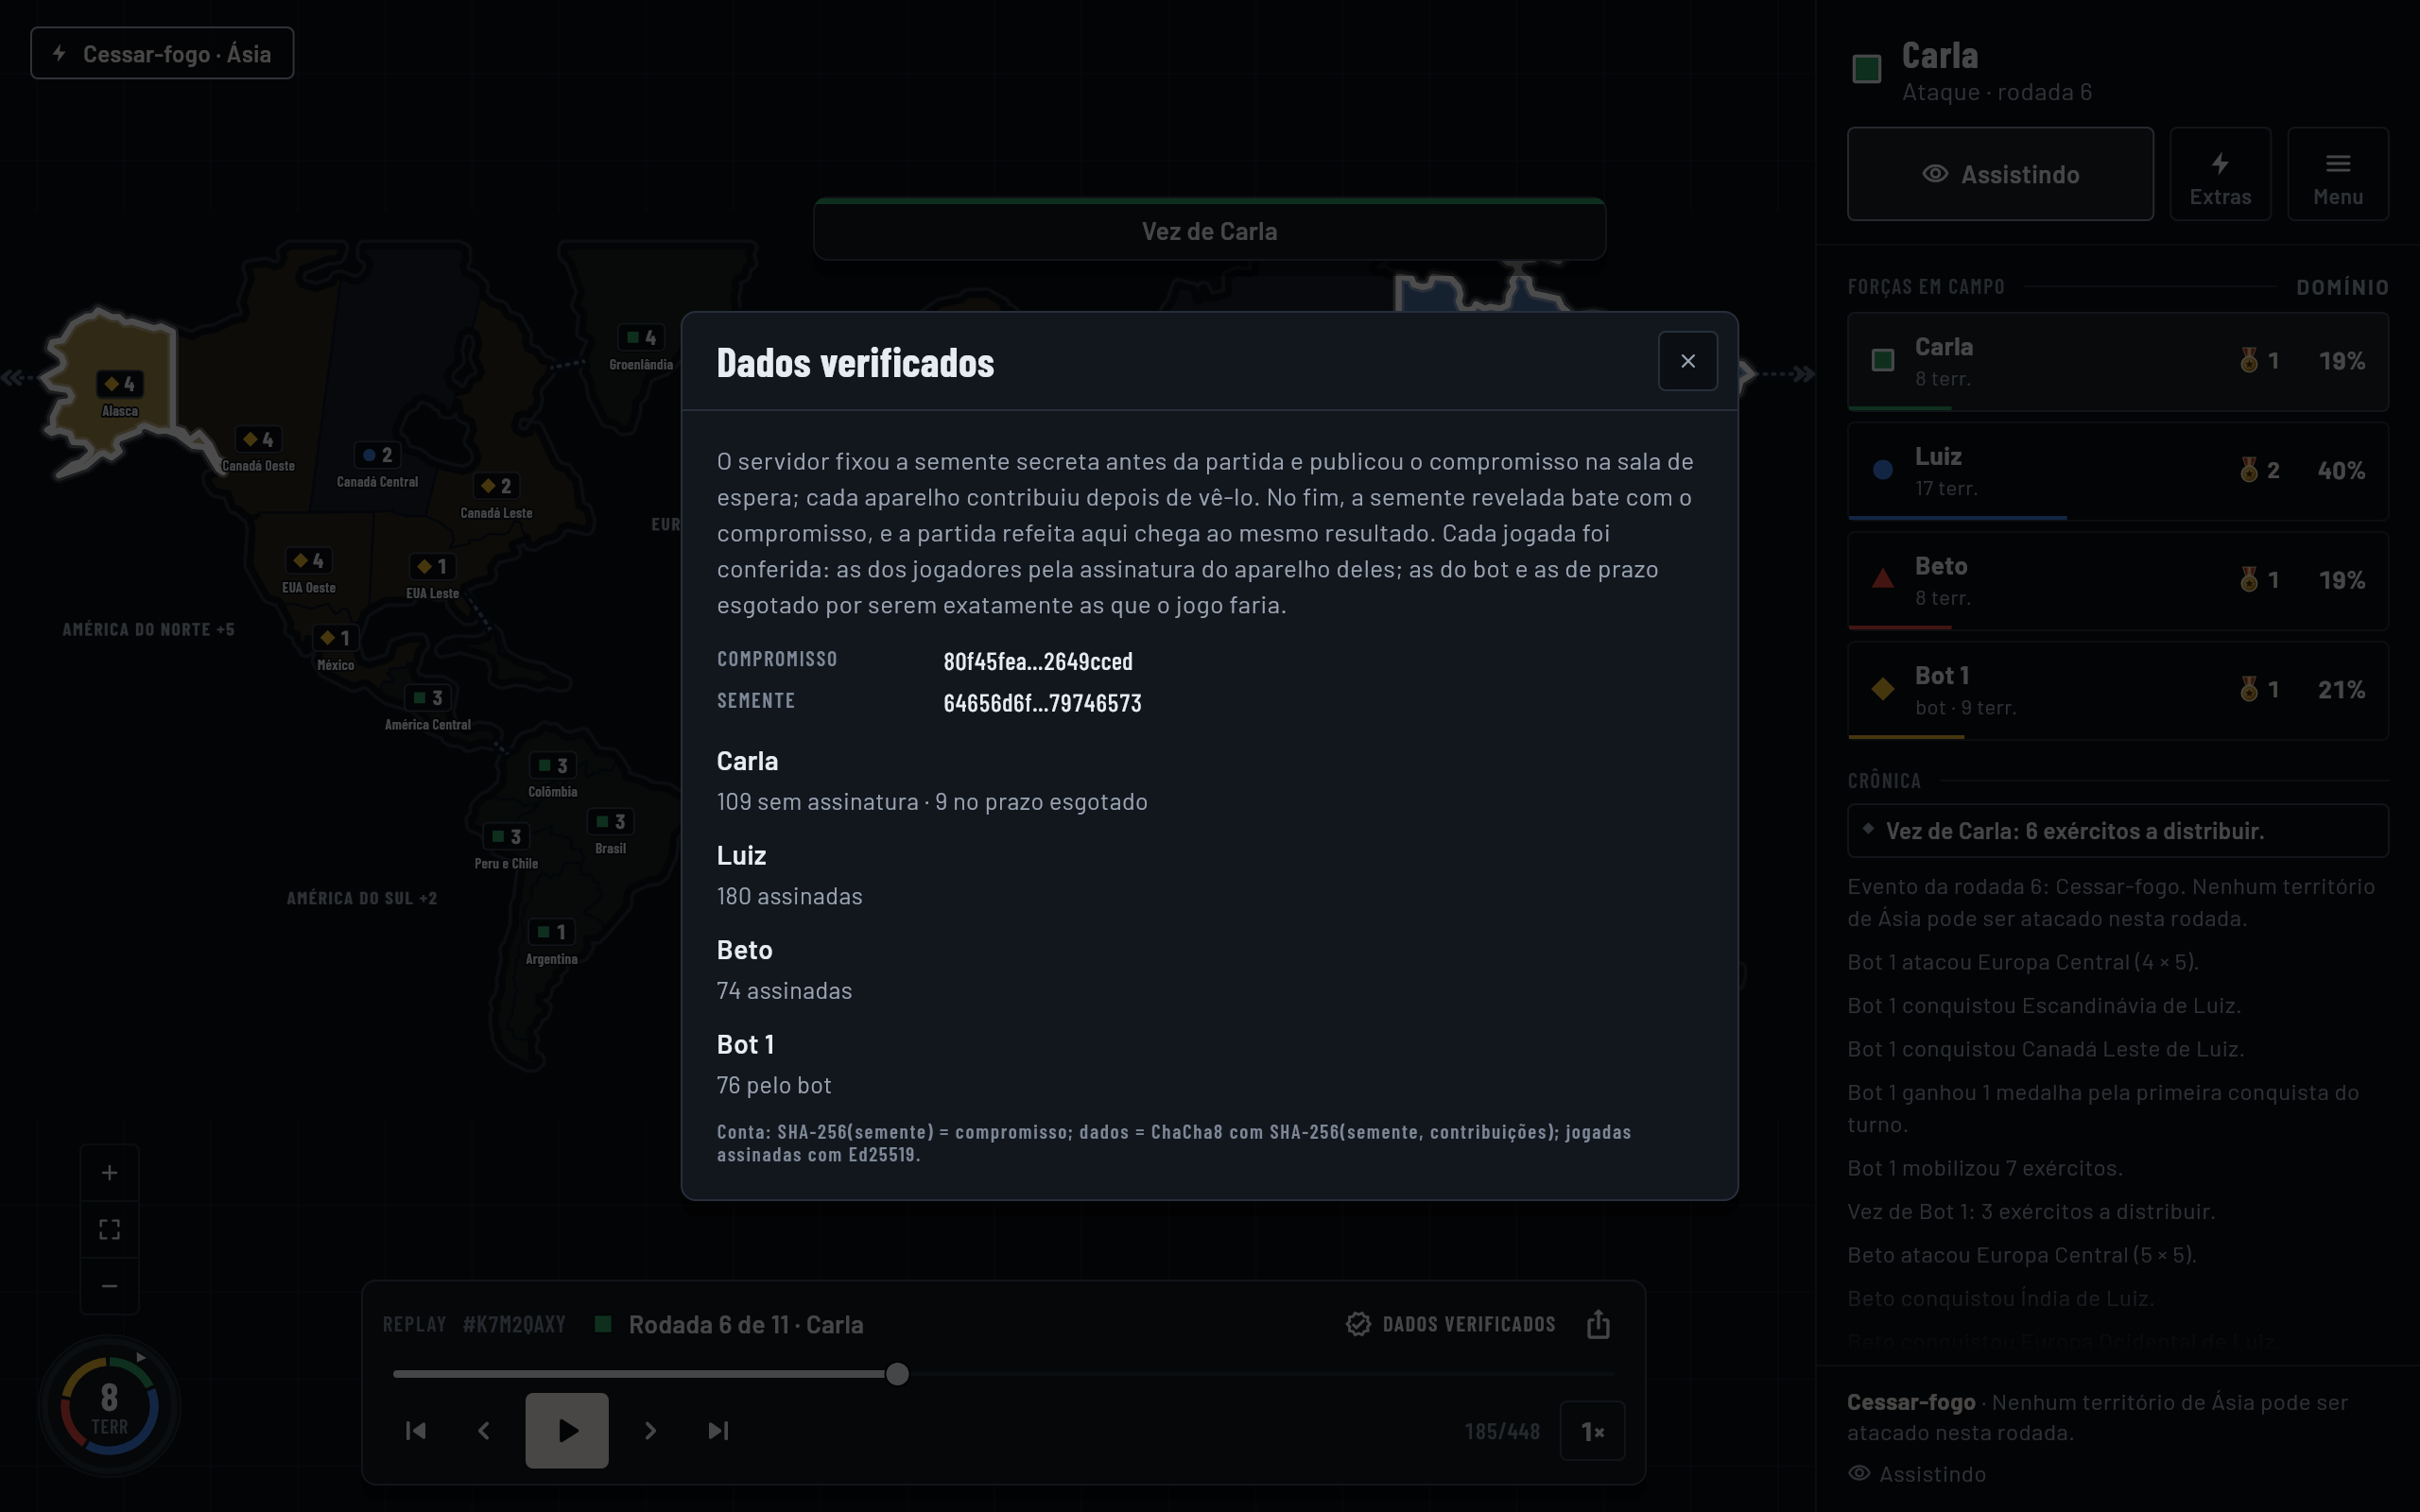 Cessar-fogo · Ásia
Vez de Carla
4
Alasca
4
Canadá Oeste
2
Canadá Central
2
Canadá Leste
4
Groenlândia
4
EUA Oeste
1
EUA Leste
1
México
3
América Central
AMÉRICA DO NORTE +5
EUR
3
Colômbia
3
Brasil
3
Peru e Chile
1
Argentina
AMÉRICA DO SUL +2
Dados verificados
O servidor fixou a semente secreta antes da partida e publicou o compromisso na sala de
espera; cada aparelho contribuiu depois de vê-lo. No fim, a semente revelada bate com o
compromisso, e a partida refeita aqui chega ao mesmo resultado. Cada jogada foi
conferida: as dos jogadores pela assinatura do aparelho deles; as do bot e as de prazo
esgotado por serem exatamente as que o jogo faria.
COMPROMISSO 80f45fea…2649cced
SEMENTE 64656d6f…79746573
Carla
109 sem assinatura · 9 no prazo esgotado
Luiz
180 assinadas
Beto
74 assinadas
Bot 1
76 pelo bot
Conta: SHA-256(semente) = compromisso; dados = ChaCha8 com SHA-256(semente, contribuições); jogadas
assinadas com Ed25519.
8
TERR
REPLAY #K7M2QAXY Rodada 6 de 11 · Carla DADOS VERIFICADOS
185/448 1×
Carla
Ataque · rodada 6
Assistindo
Extras
Menu
FORÇAS EM CAMPO DOMÍNIO
Carla
8 terr.
1 19%
Luiz
17 terr.
2 40%
Beto
8 terr.
1 19%
Bot 1
bot · 9 terr.
1 21%
CRÔNICA
Vez de Carla: 6 exércitos a distribuir.
Evento da rodada 6: Cessar-fogo. Nenhum território
de Ásia pode ser atacado nesta rodada.
Bot 1 atacou Europa Central (4 × 5).
Bot 1 conquistou Escandinávia de Luiz.
Bot 1 conquistou Canadá Leste de Luiz.
Bot 1 ganhou 1 medalha pela primeira conquista do
turno.
Bot 1 mobilizou 7 exércitos.
Vez de Bot 1: 3 exércitos a distribuir.
Beto atacou Europa Central (5 × 5).
Beto conquistou Índia de Luiz.
Beto conquistou Europa Ocidental de Luiz.
Cessar-fogo · Nenhum território de Ásia pode ser
atacado nesta rodada.
Assistindo